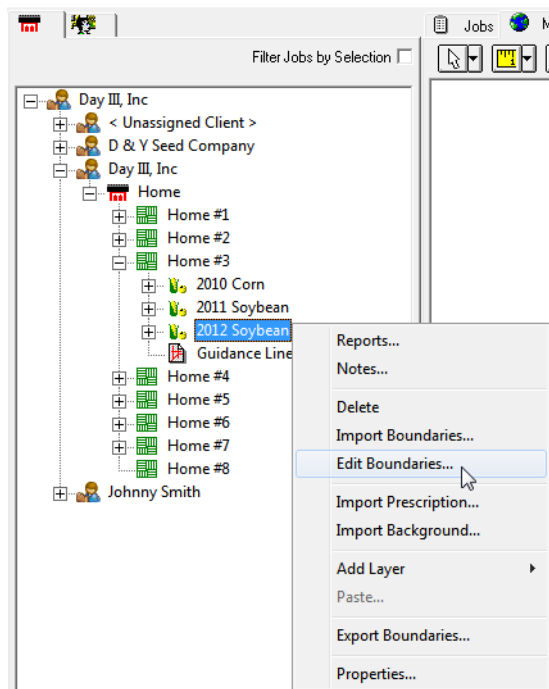 Jobs
M
Filter Jobs by Selection
Day III, Inc
< Unassigned Client >
D & Y Seed Company
Day III, Inc
Home
Home #1
Home #2
Home #3
2010 Corn
2011 Soybean
2012 Soybean
Guidance Line
Home #4
Home #5
Home #6
Home #7
Home #8
Johnny Smith
Reports...
Notes...
Delete
Import Boundaries...
Edit Boundaries...
Import Prescription...
Import Background...
Add Layer
Paste...
Export Boundaries...
Properties...